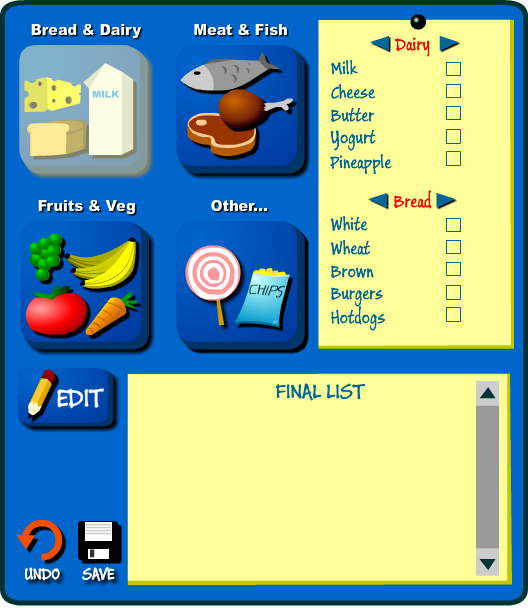 Bread & Dairy
Meat & Fish
MILK
Fruits & Veg
Other...
CHIPS
Dairy
Milk
Cheese
Butter
Yogurt
Pineapple
Bread
White
Wheat
Brown
Burgers
Hotdogs
EDIT
FINAL LIST
UNDO
SAVE